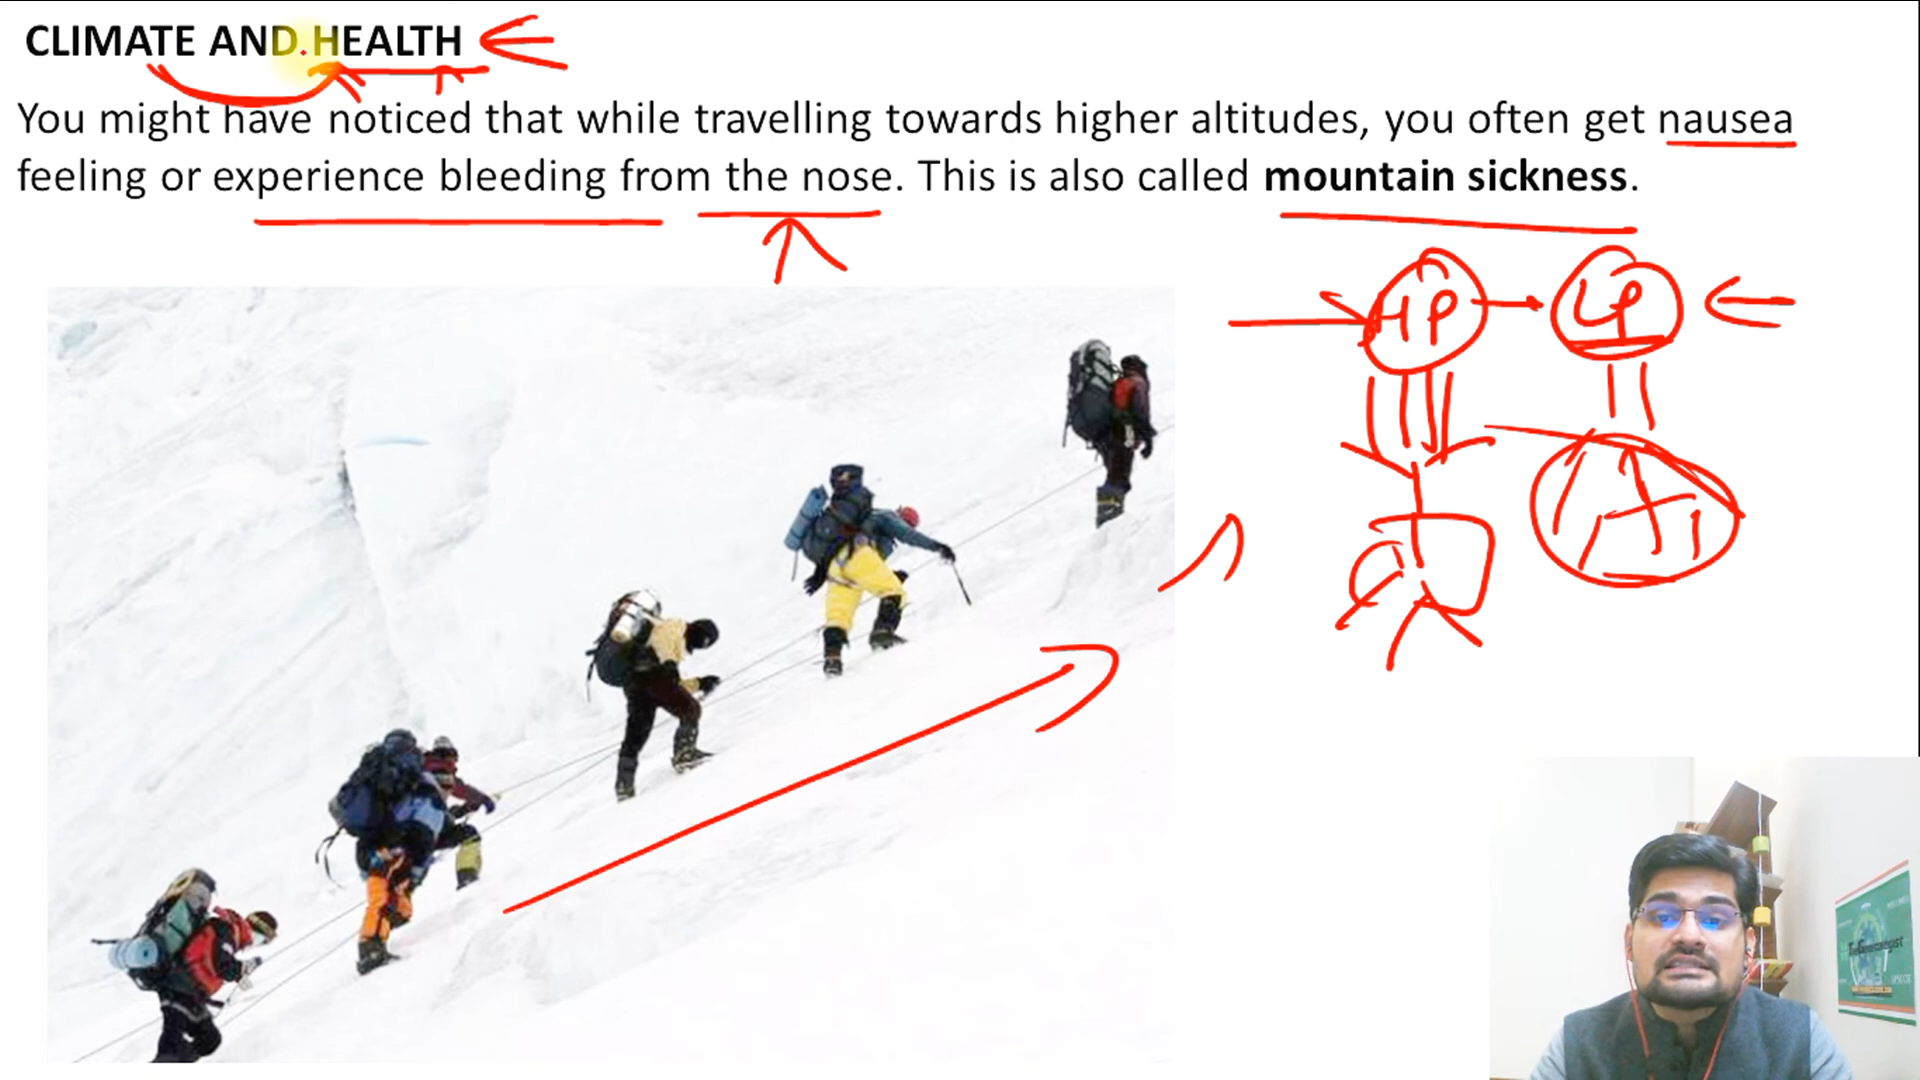 CLIMATE AND HEALTH
You might have noticed that while travelling towards higher altitudes, you often get nausea
feeling or experience bleeding from the nose. This is also called mountain sickness.
HP
LP